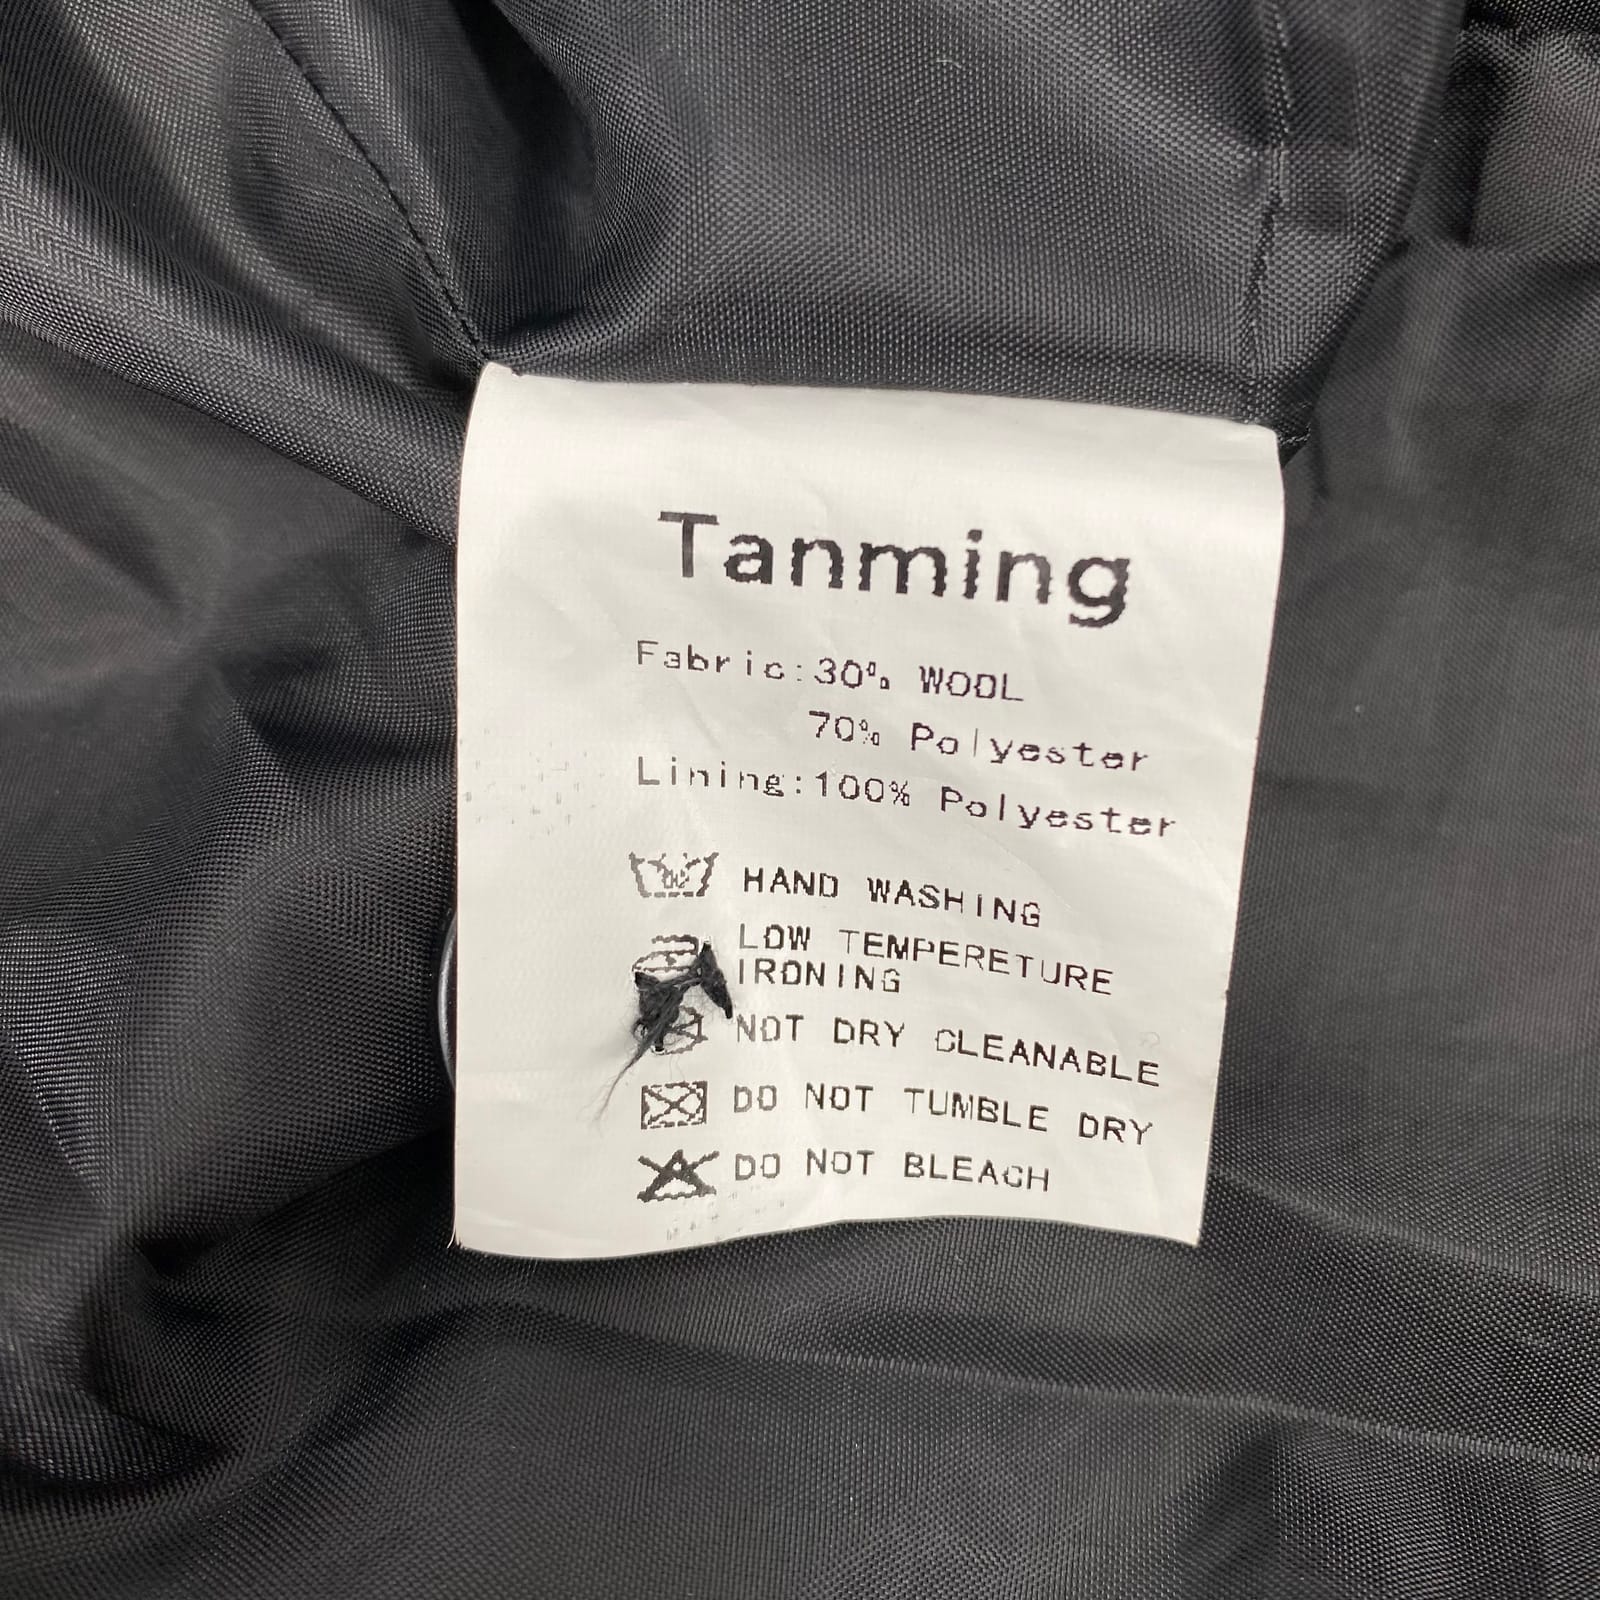 Tanming
Fabric:30% WOOL
70% Polyester
Lining:100% Polyester
HAND WASHING
LOW TEMPERETURE
IRONING
NOT DRY CLEANABLE
DO NOT TUMBLE DRY
DO NOT BLEACH